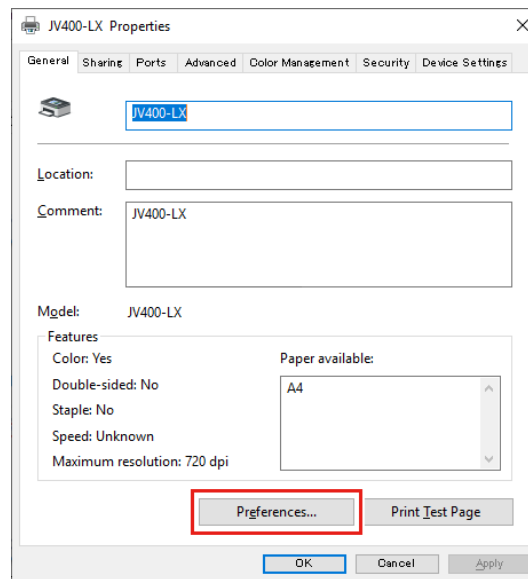 JV400-LX Properties
General Sharing Ports Advanced Color Management Security Device Settings
JV400-LX
Location:
Comment: JV400-LX
Model: JV400-LX
Features
Color: Yes Paper available:
Double-sided: No A4
Staple: No
Speed: Unknown
Maximum resolution: 720 dpi
Preferences... Print Test Page
OK Cancel Apply